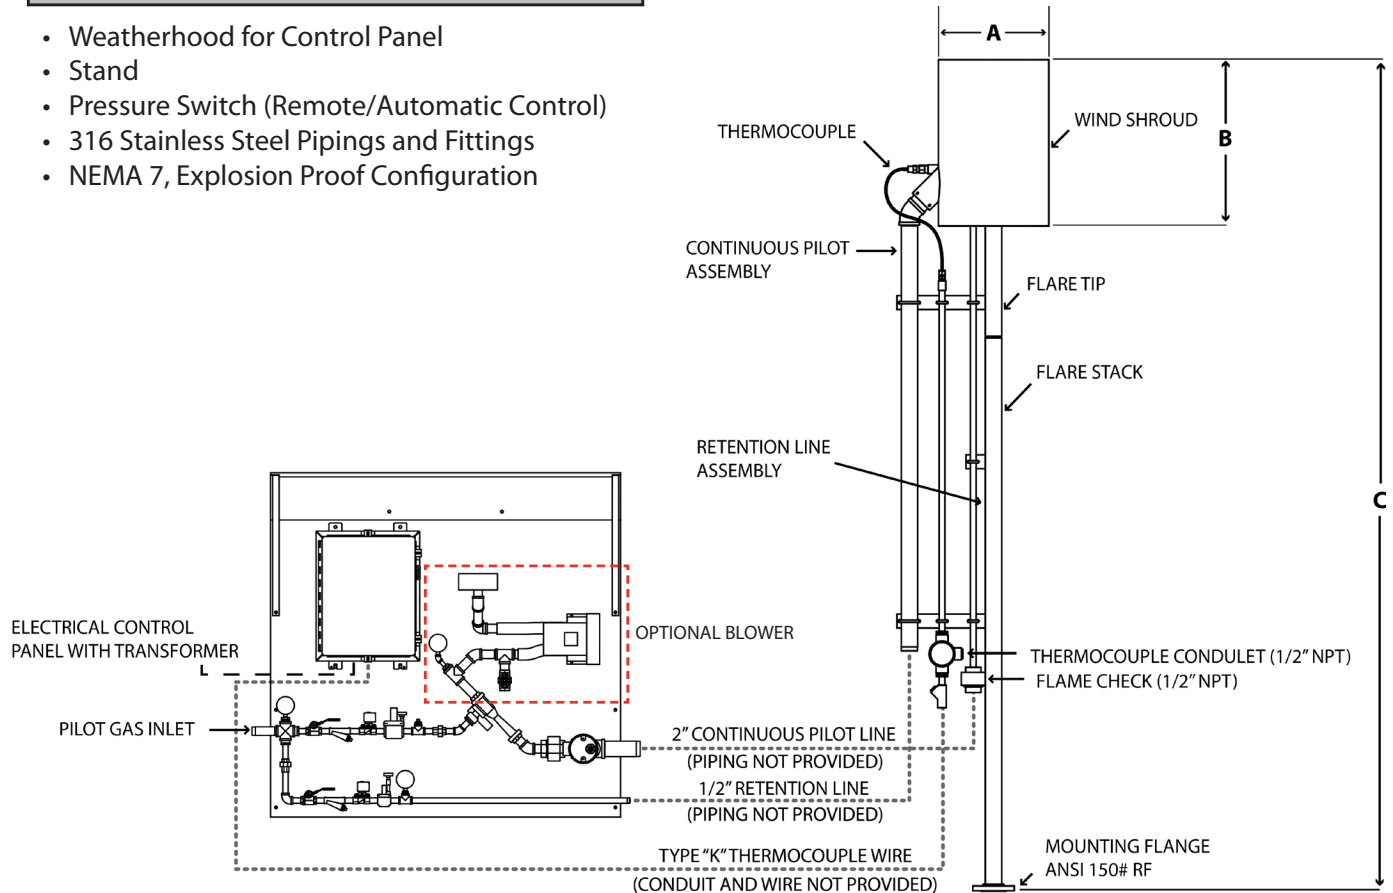 • Weatherhood for Control Panel
• Stand
• Pressure Switch (Remote/Automatic Control)
• 316 Stainless Steel Pipings and Fittings
• NEMA 7, Explosion Proof Configuration
A
THERMOCOUPLE
WIND SHROUD
B
CONTINUOUS PILOT
ASSEMBLY
FLARE TIP
FLARE STACK
RETENTION LINE
ASSEMBLY
C
ELECTRICAL CONTROL
PANEL WITH TRANSFORMER
OPTIONAL BLOWER
THERMOCOUPLE CONDULET (1/2" NPT)
FLAME CHECK (1/2" NPT)
PILOT GAS INLET
2" CONTINUOUS PILOT LINE
(PIPING NOT PROVIDED)
1/2" RETENTION LINE
(PIPING NOT PROVIDED)
TYPE "K" THERMOCOUPLE WIRE
(CONDUIT AND WIRE NOT PROVIDED)
MOUNTING FLANGE
ANSI 150# RF